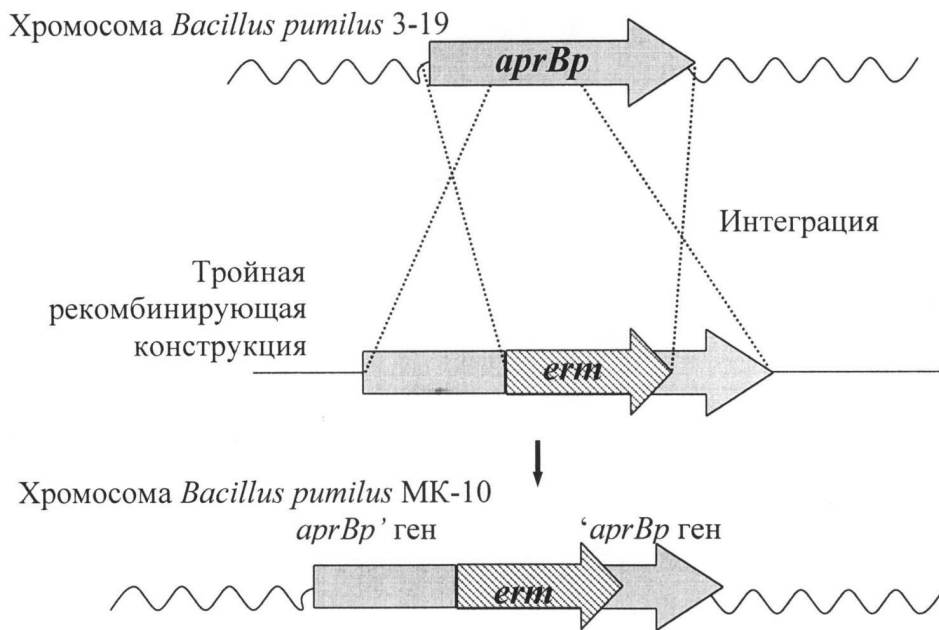 Хромосома Bacillus pumilus 3-19
aprBp
Интеграция
Тройная
рекомбинирующая
конструкция
erm
Хромосома Bacillus pumilus МК-10
aprBp’ ген
‘aprBp ген
erm